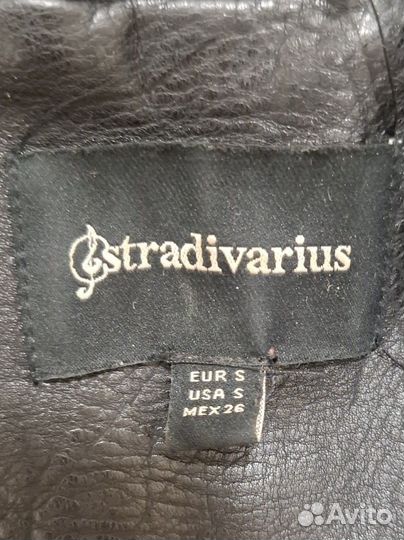 stradivarius
EUR S
USA S
MEX 26
Avito